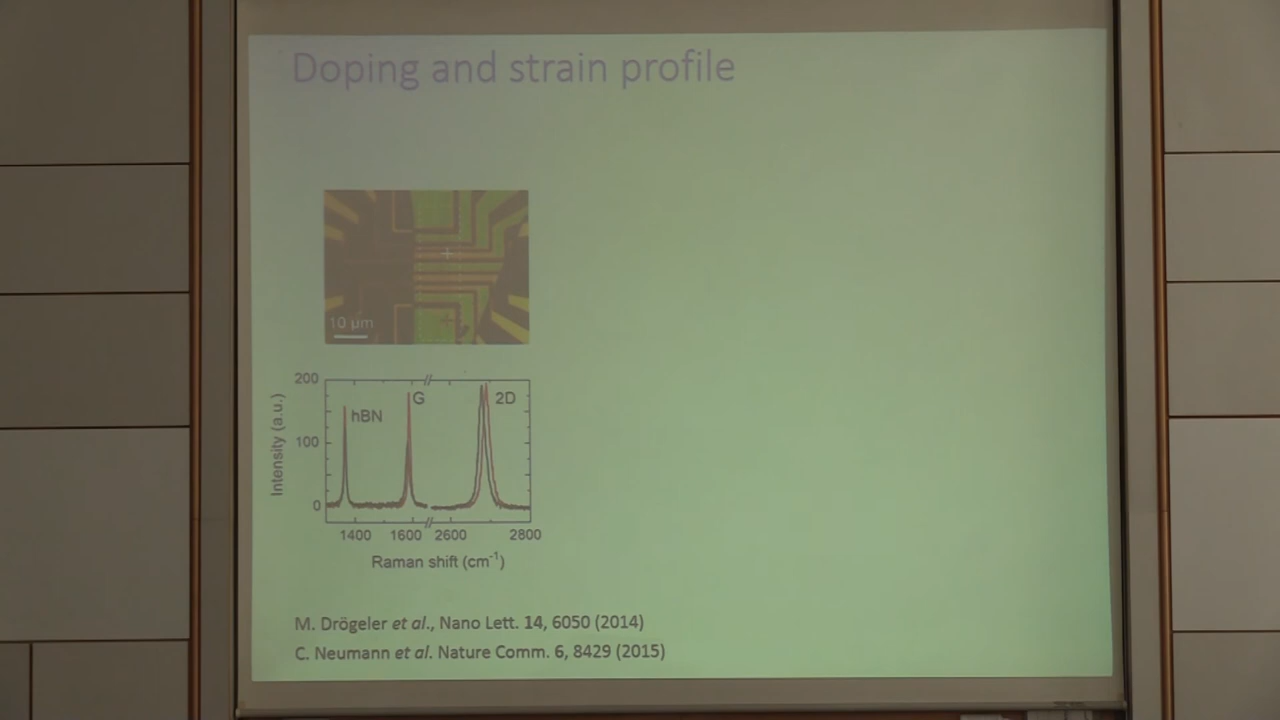 Doping and strain profile
10 µm
200
100
0
Intensity (a.u.)
hBN
G
2D
1400 1600 2600 2800
Raman shift (cm⁻¹)
M. Drögeler et al., Nano Lett. 14, 6050 (2014)
C. Neumann et al. Nature Comm. 6, 8429 (2015)